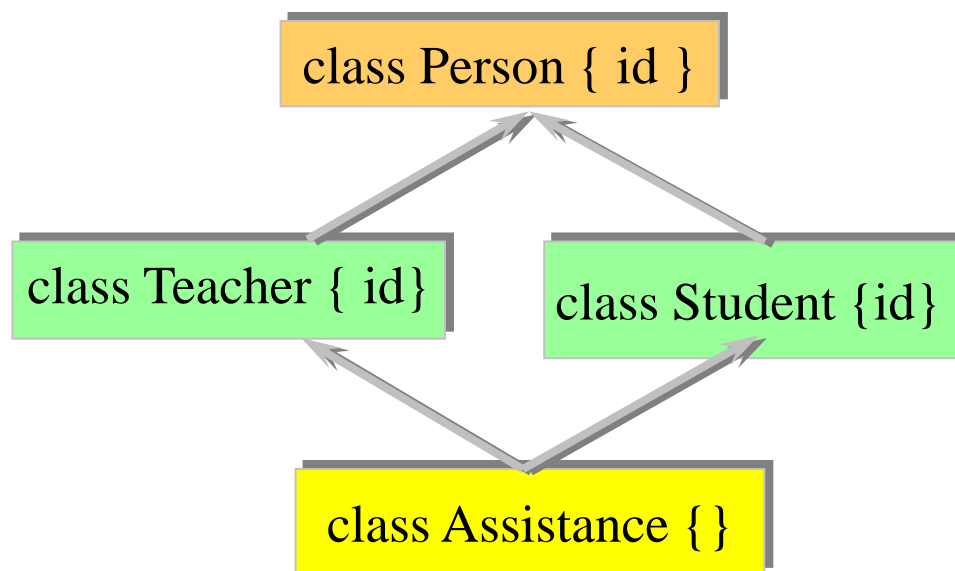 class Person { id }
class Teacher { id}
class Student {id}
class Assistance {}